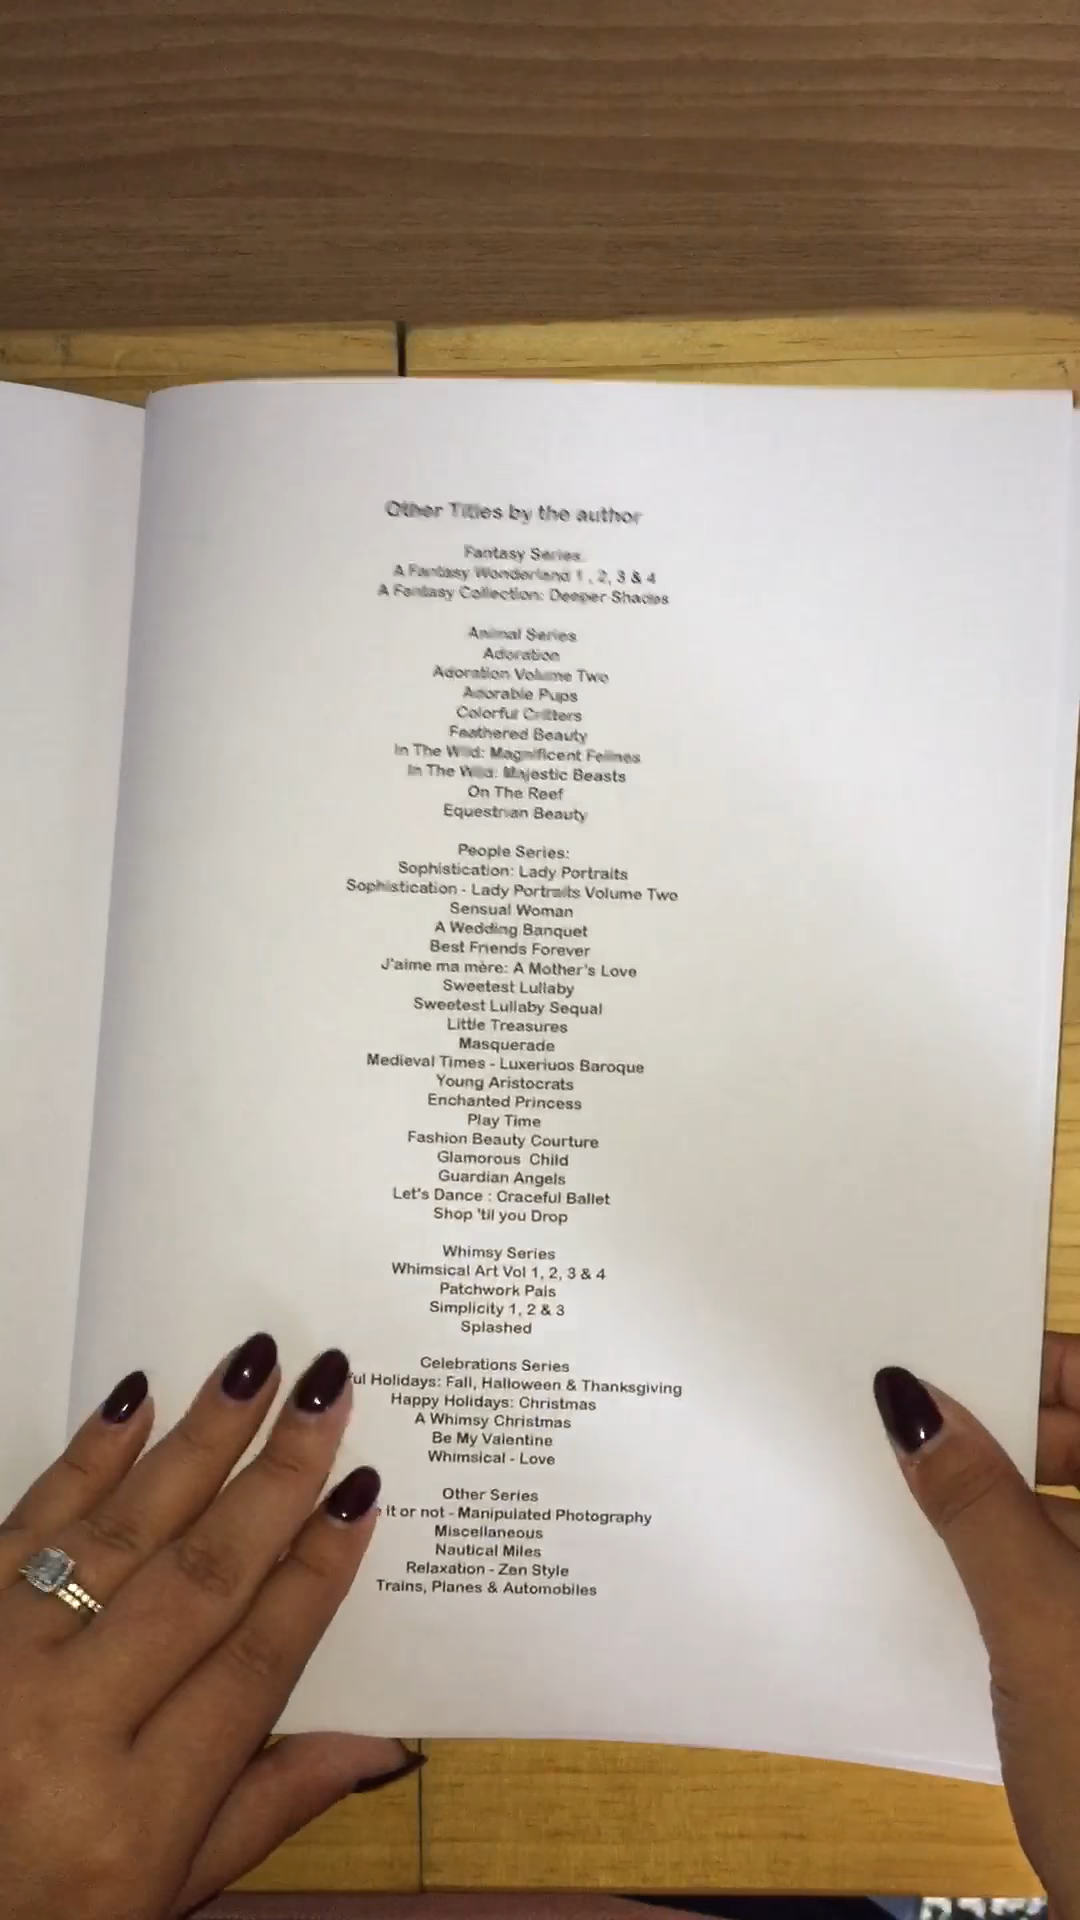 Other Titles by the author
Fantasy Series
A Fantasy Wonderland 1, 2, 3 & 4
A Fantasy Collection: Deeper Shades
Animal Series
Adoration
Adoration Volume Two
Adorable Pups
Colorful Critters
Feathered Beauty
In The Wild: Magnificent Felines
In The Wild: Majestic Beasts
On The Reef
Equestrian Beauty
People Series:
Sophistication: Lady Portraits
Sophistication - Lady Portraits Volume Two
Sensual Woman
A Wedding Banquet
Best Friends Forever
J'aime ma mère: A Mother's Love
Sweetest Lullaby
Sweetest Lullaby Sequal
Little Treasures
Masquerade
Medieval Times - Luxeriuos Baroque
Young Aristocrats
Enchanted Princess
Play Time
Fashion Beauty Courture
Glamorous Child
Guardian Angels
Let's Dance : Craceful Ballet
Shop 'til you Drop
Whimsy Series
Whimsical Art Vol 1, 2, 3 & 4
Patchwork Pals
Simplicity 1, 2 & 3
Splashed
Celebrations Series
Holidays: Fall, Halloween & Thanksgiving
Happy Holidays: Christmas
A Whimsy Christmas
Be My Valentine
Whimsical - Love
Other Series
it or not - Manipulated Photography
Miscellaneous
Nautical Miles
Relaxation - Zen Style
Trains, Planes & Automobiles